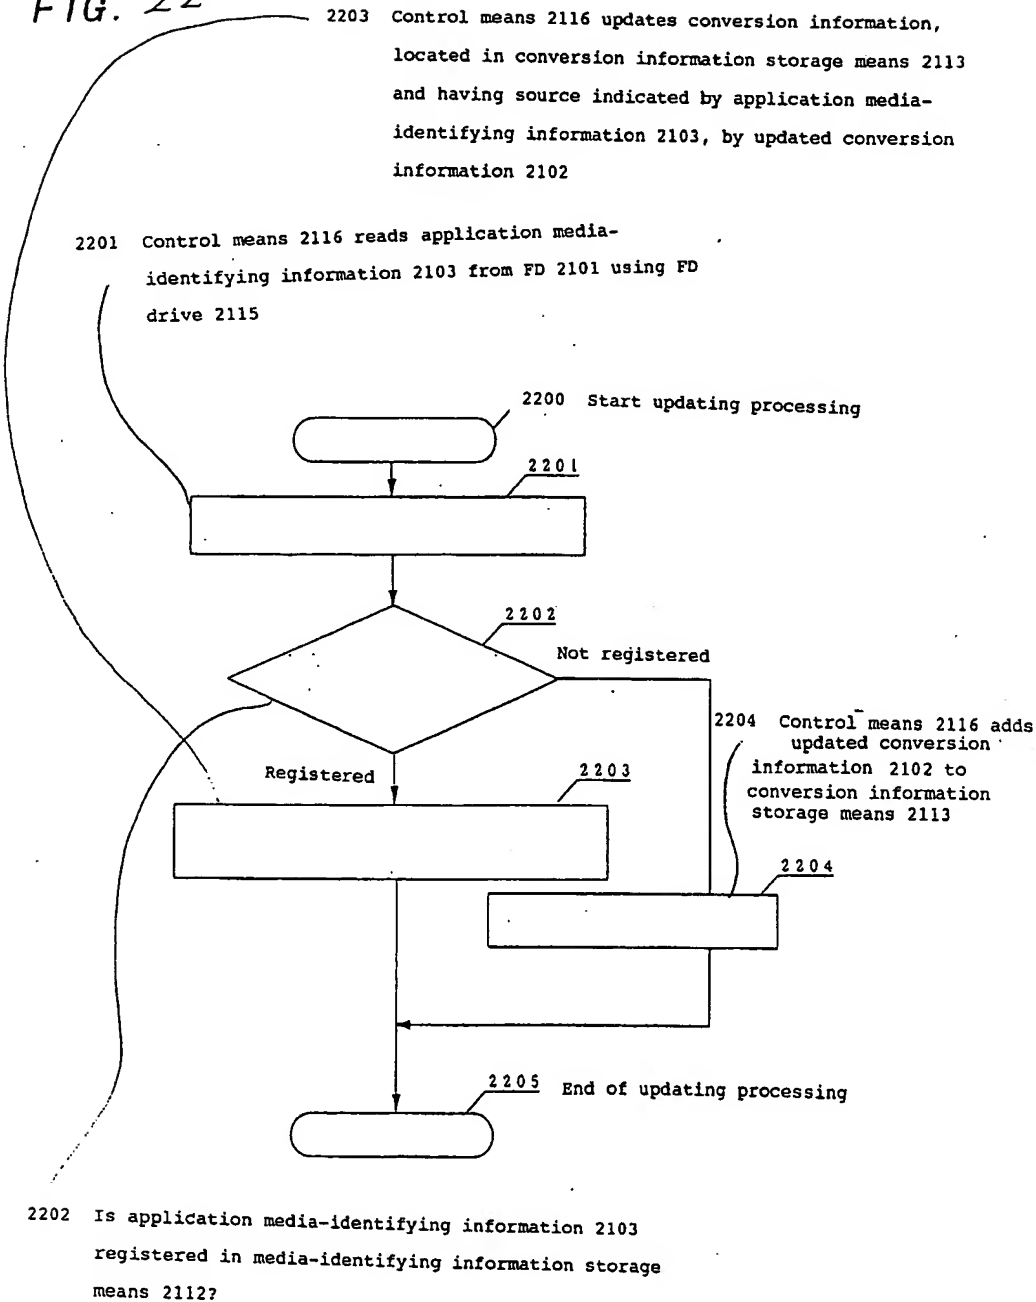 FIG. 22
2203 Control means 2116 updates conversion information,
located in conversion information storage means 2113
and having source indicated by application media-
identifying information 2103, by updated conversion
information 2102
2201 Control means 2116 reads application media-
identifying information 2103 from FD 2101 using FD
drive 2115
2200 Start updating processing
2201
2202
Not registered
2204 Control means 2116 adds
updated conversion
information 2102 to
conversion information
storage means 2113
Registered
2203
2204
2205 End of updating processing
2202 Is application media-identifying information 2103
registered in media-identifying information storage
means 2112?